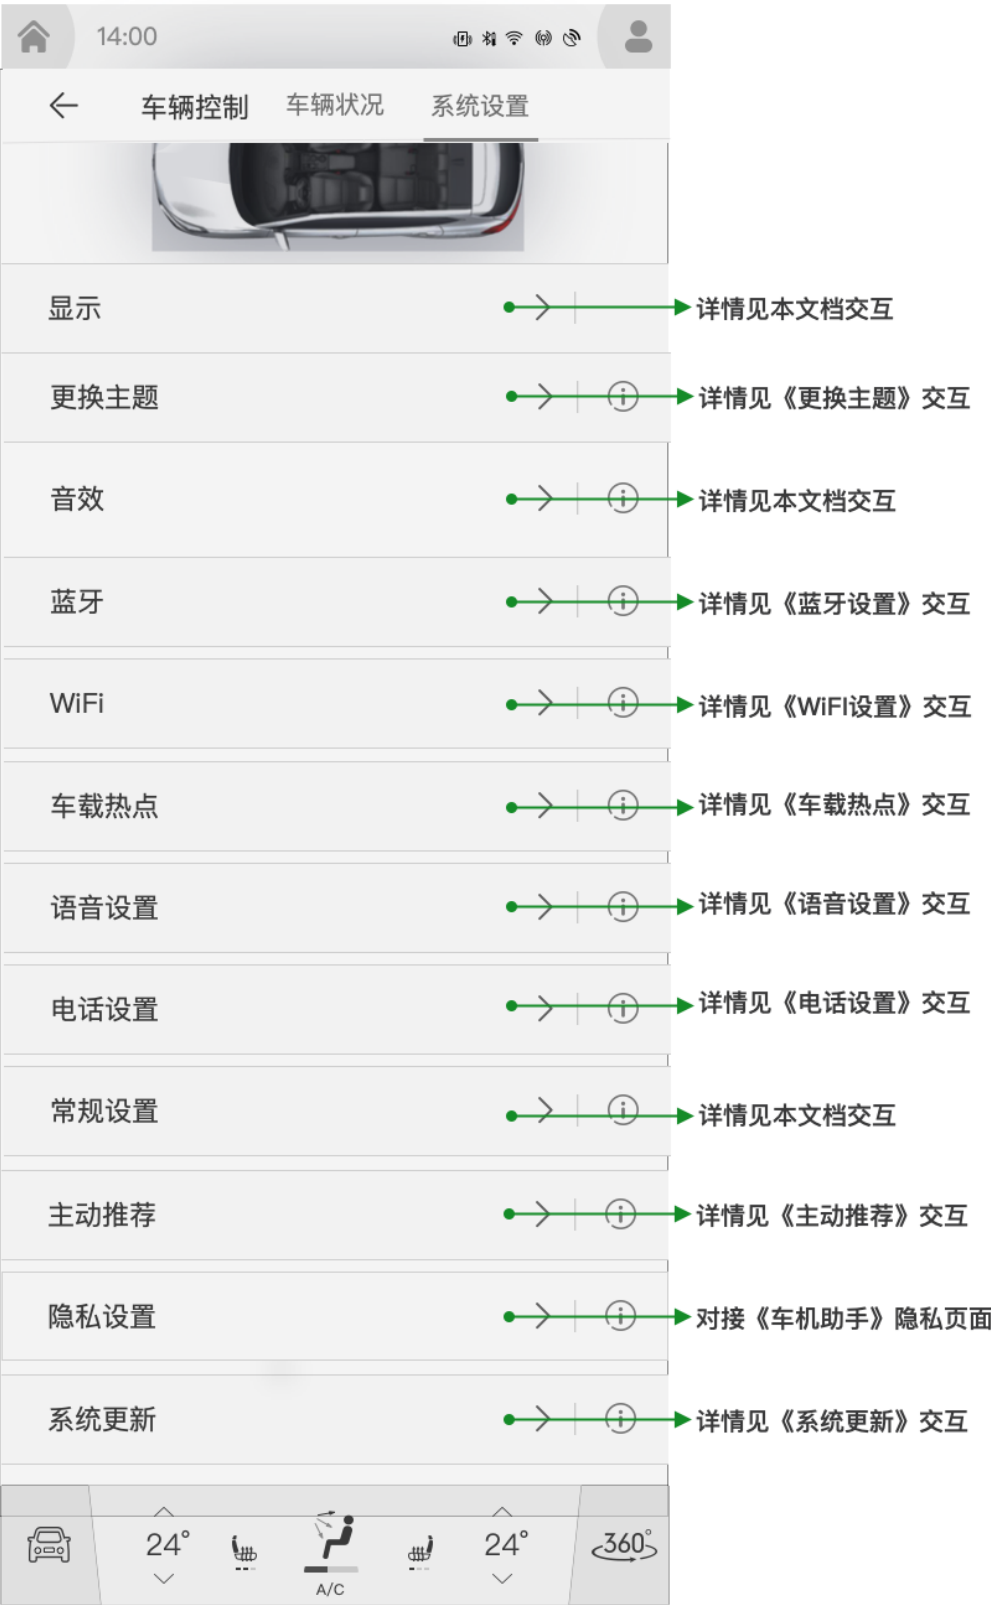 14:00
车辆控制 车辆状况 系统设置
显示 详情见本文档交互
更换主题 详情见《更换主题》交互
音效 详情见本文档交互
蓝牙 详情见《蓝牙设置》交互
WiFi 详情见《WiFI设置》交互
车载热点 详情见《车载热点》交互
语音设置 详情见《语音设置》交互
电话设置 详情见《电话设置》交互
常规设置 详情见本文档交互
主动推荐 详情见《主动推荐》交互
隐私设置 对接《车机助手》隐私页面
系统更新 详情见《系统更新》交互
24° 24° 360°
A/C